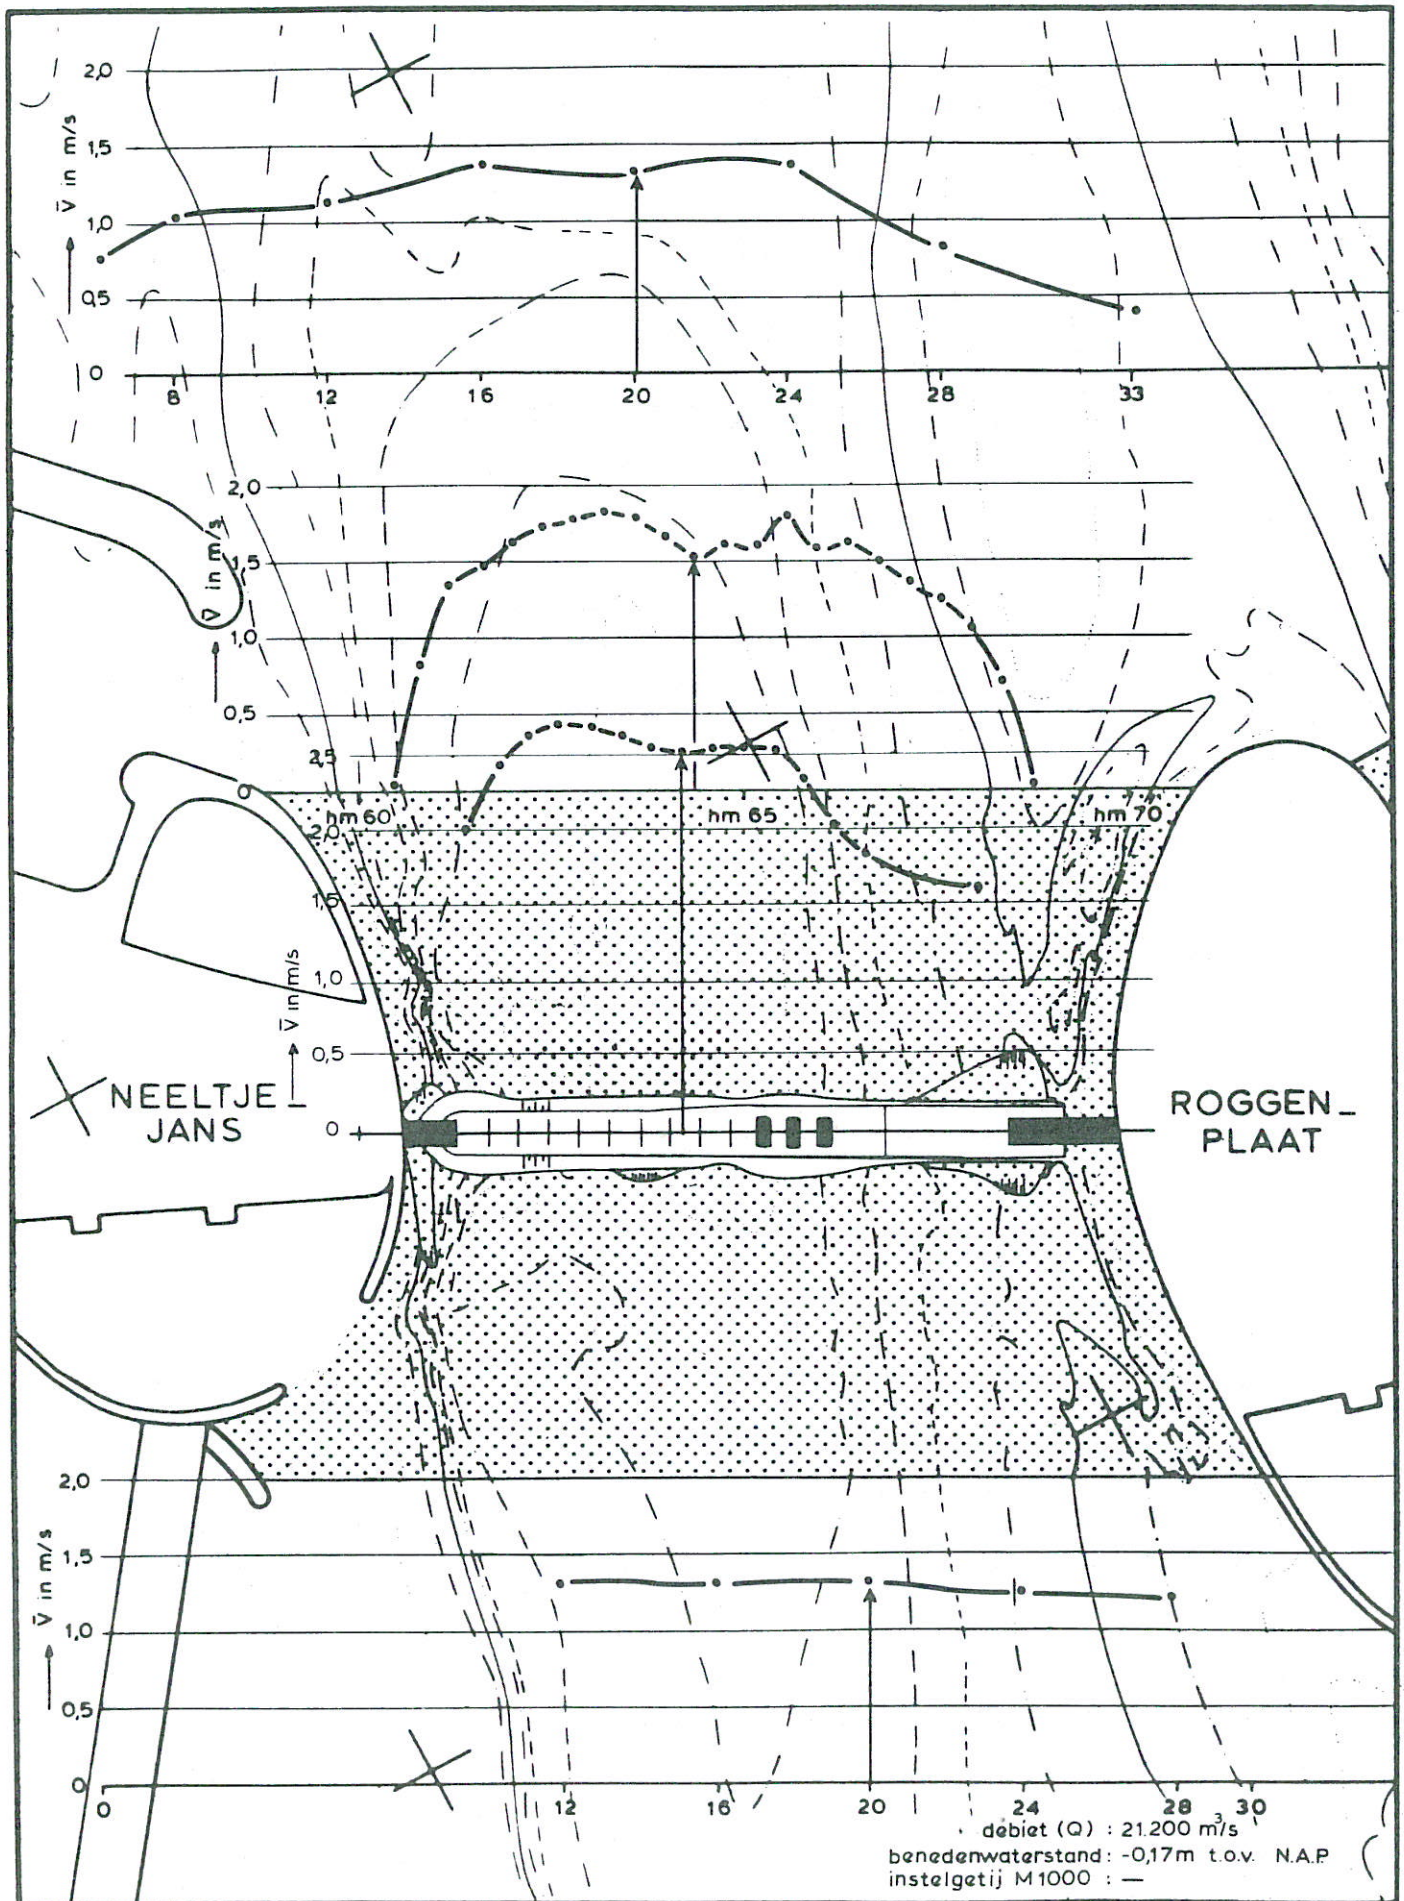 2,0
1,5
V̄ in m/s
1,0
0,5
0
8 12 16 20 24 28 33
2,0
V̄ in m/s
1,5
1,0
0,5
2,5
0
hm 60 hm 65 hm 70
2,0
1,5
V̄ in m/s
1,0
0,5
NEELTJE_
JANS
ROGGEN_
PLAAT
0
2,0
V̄ in m/s
1,5
1,0
0,5
0
0 12 16 20 24 28 30
debiet (Q) : 21.200 m³/s
benedenwaterstand : -0,17m t.o.v. N.A.P.
instelgetij M1000 : —